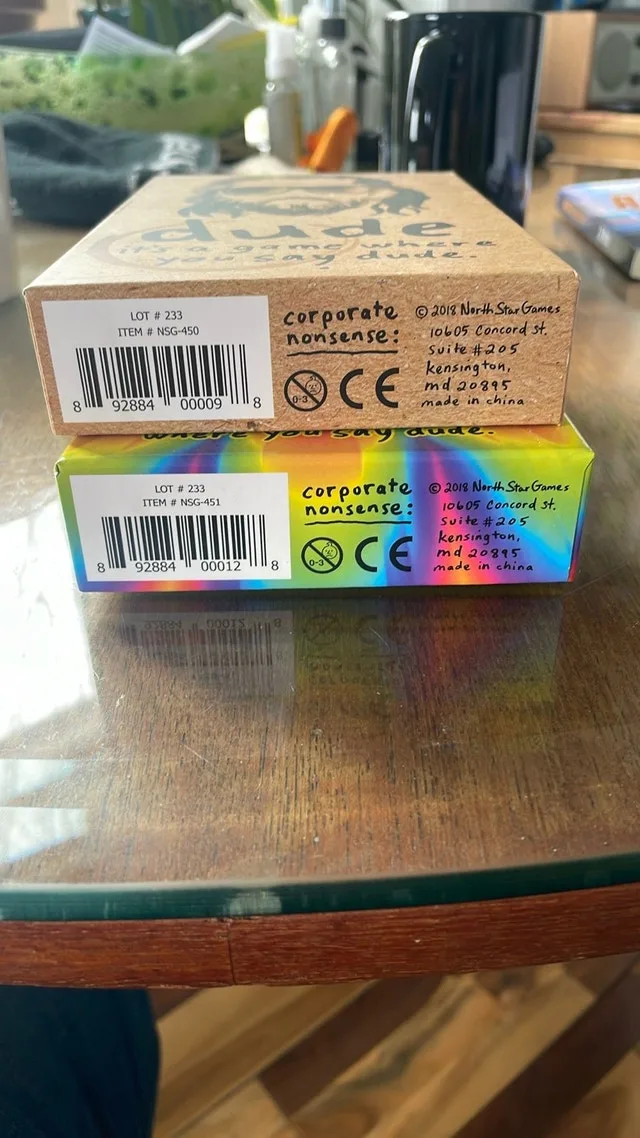 dude
is a game where
you say dude.
LOT # 233
ITEM # NSG-450
8 92884 00009 8
corporate
nonsense:
0-3
CE
© 2018 North Star Games
10605 Concord St.
Suite #205
kensington,
md 20895
made in china
where you say dude.
LOT # 233
ITEM # NSG-451
8 92884 00012 8
corporate
nonsense:
0-3
CE
© 2018 North Star Games
10605 Concord St.
Suite #205
kensington,
md 20895
made in china